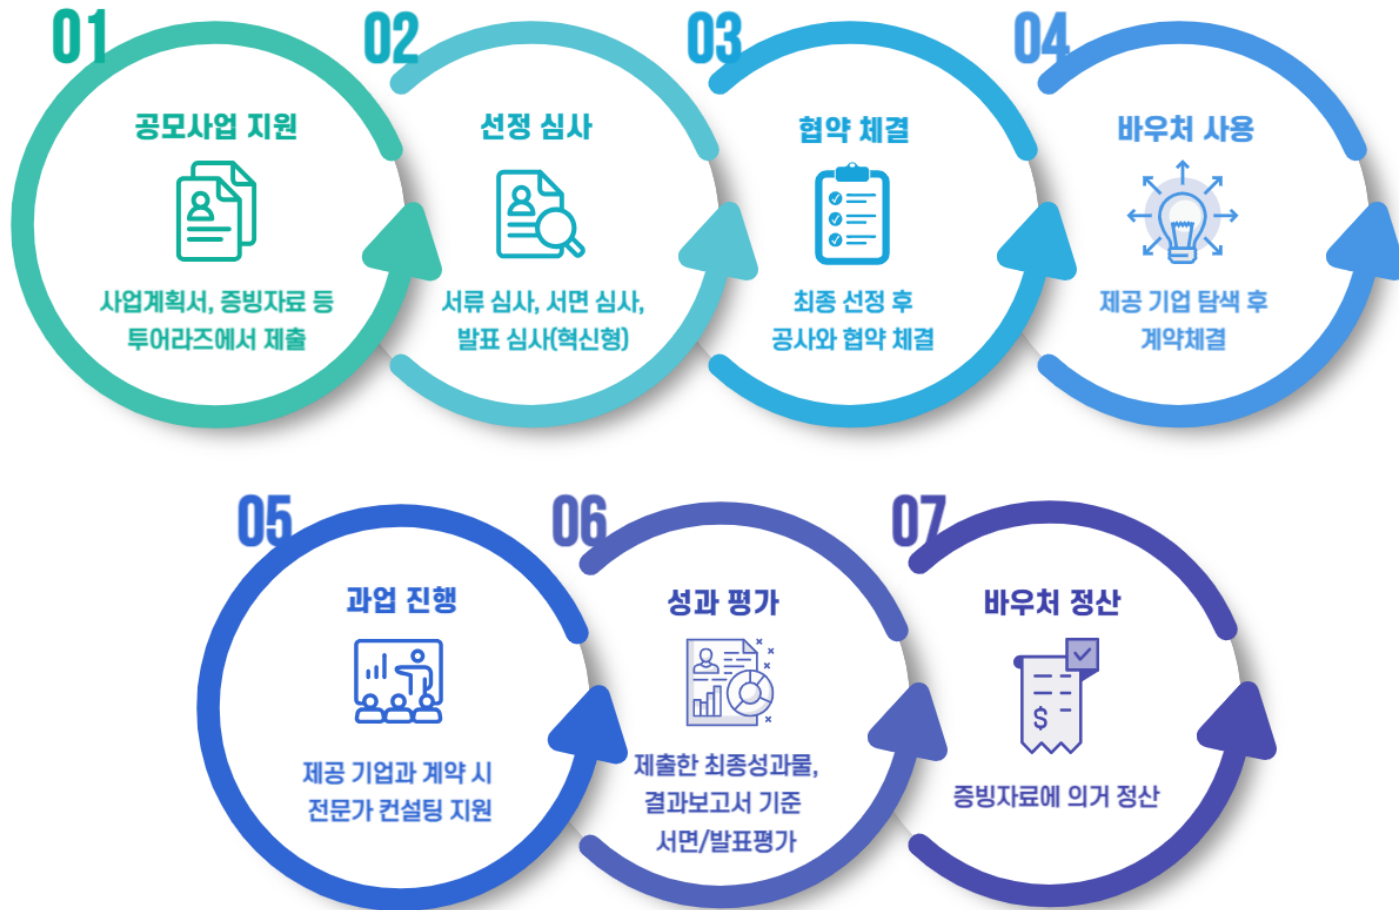 01
공모사업 지원
사업계획서, 증빙자료 등
투어라즈에서 제출
02
선정 심사
서류 심사, 서면 심사,
발표 심사(혁신형)
03
협약 체결
최종 선정 후
공사와 협약 체결
04
바우처 사용
제공 기업 탐색 후
계약체결
05
과업 진행
제공 기업과 계약 시
전문가 컨설팅 지원
06
성과 평가
제출한 최종성과물,
결과보고서 기준
서면/발표평가
07
바우처 정산
$
증빙자료에 의거 정산